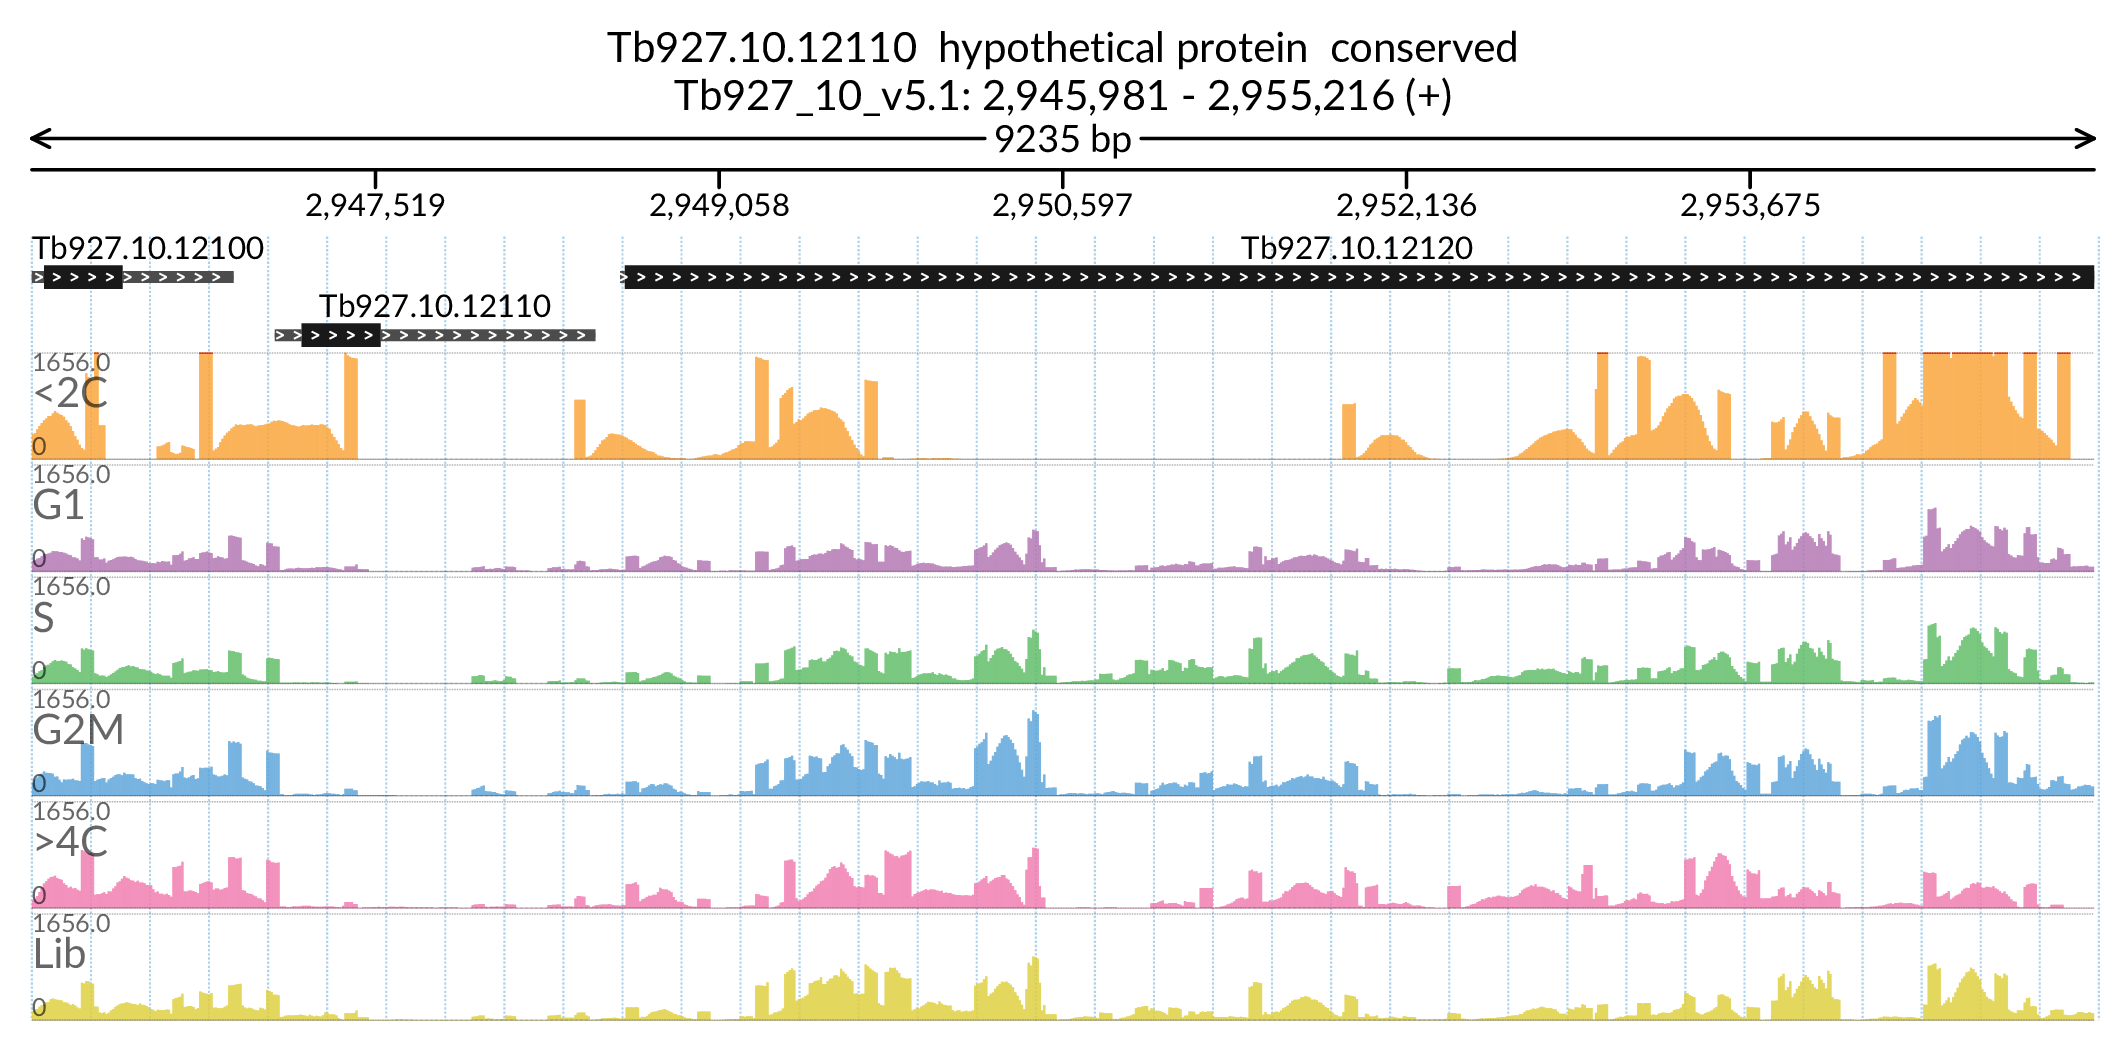 Tb927.10.12110 hypothetical protein conserved
Tb927_10_v5.1: 2,945,981 - 2,955,216 (+)
9235 bp
2,947,519 2,949,058 2,950,597 2,952,136 2,953,675
Tb927.10.12100 Tb927.10.12120
Tb927.10.12110
1656.0
<2C
0
1656.0
G1
0
1656.0
S
0
1656.0
G2M
0
1656.0
>4C
0
1656.0
Lib
0